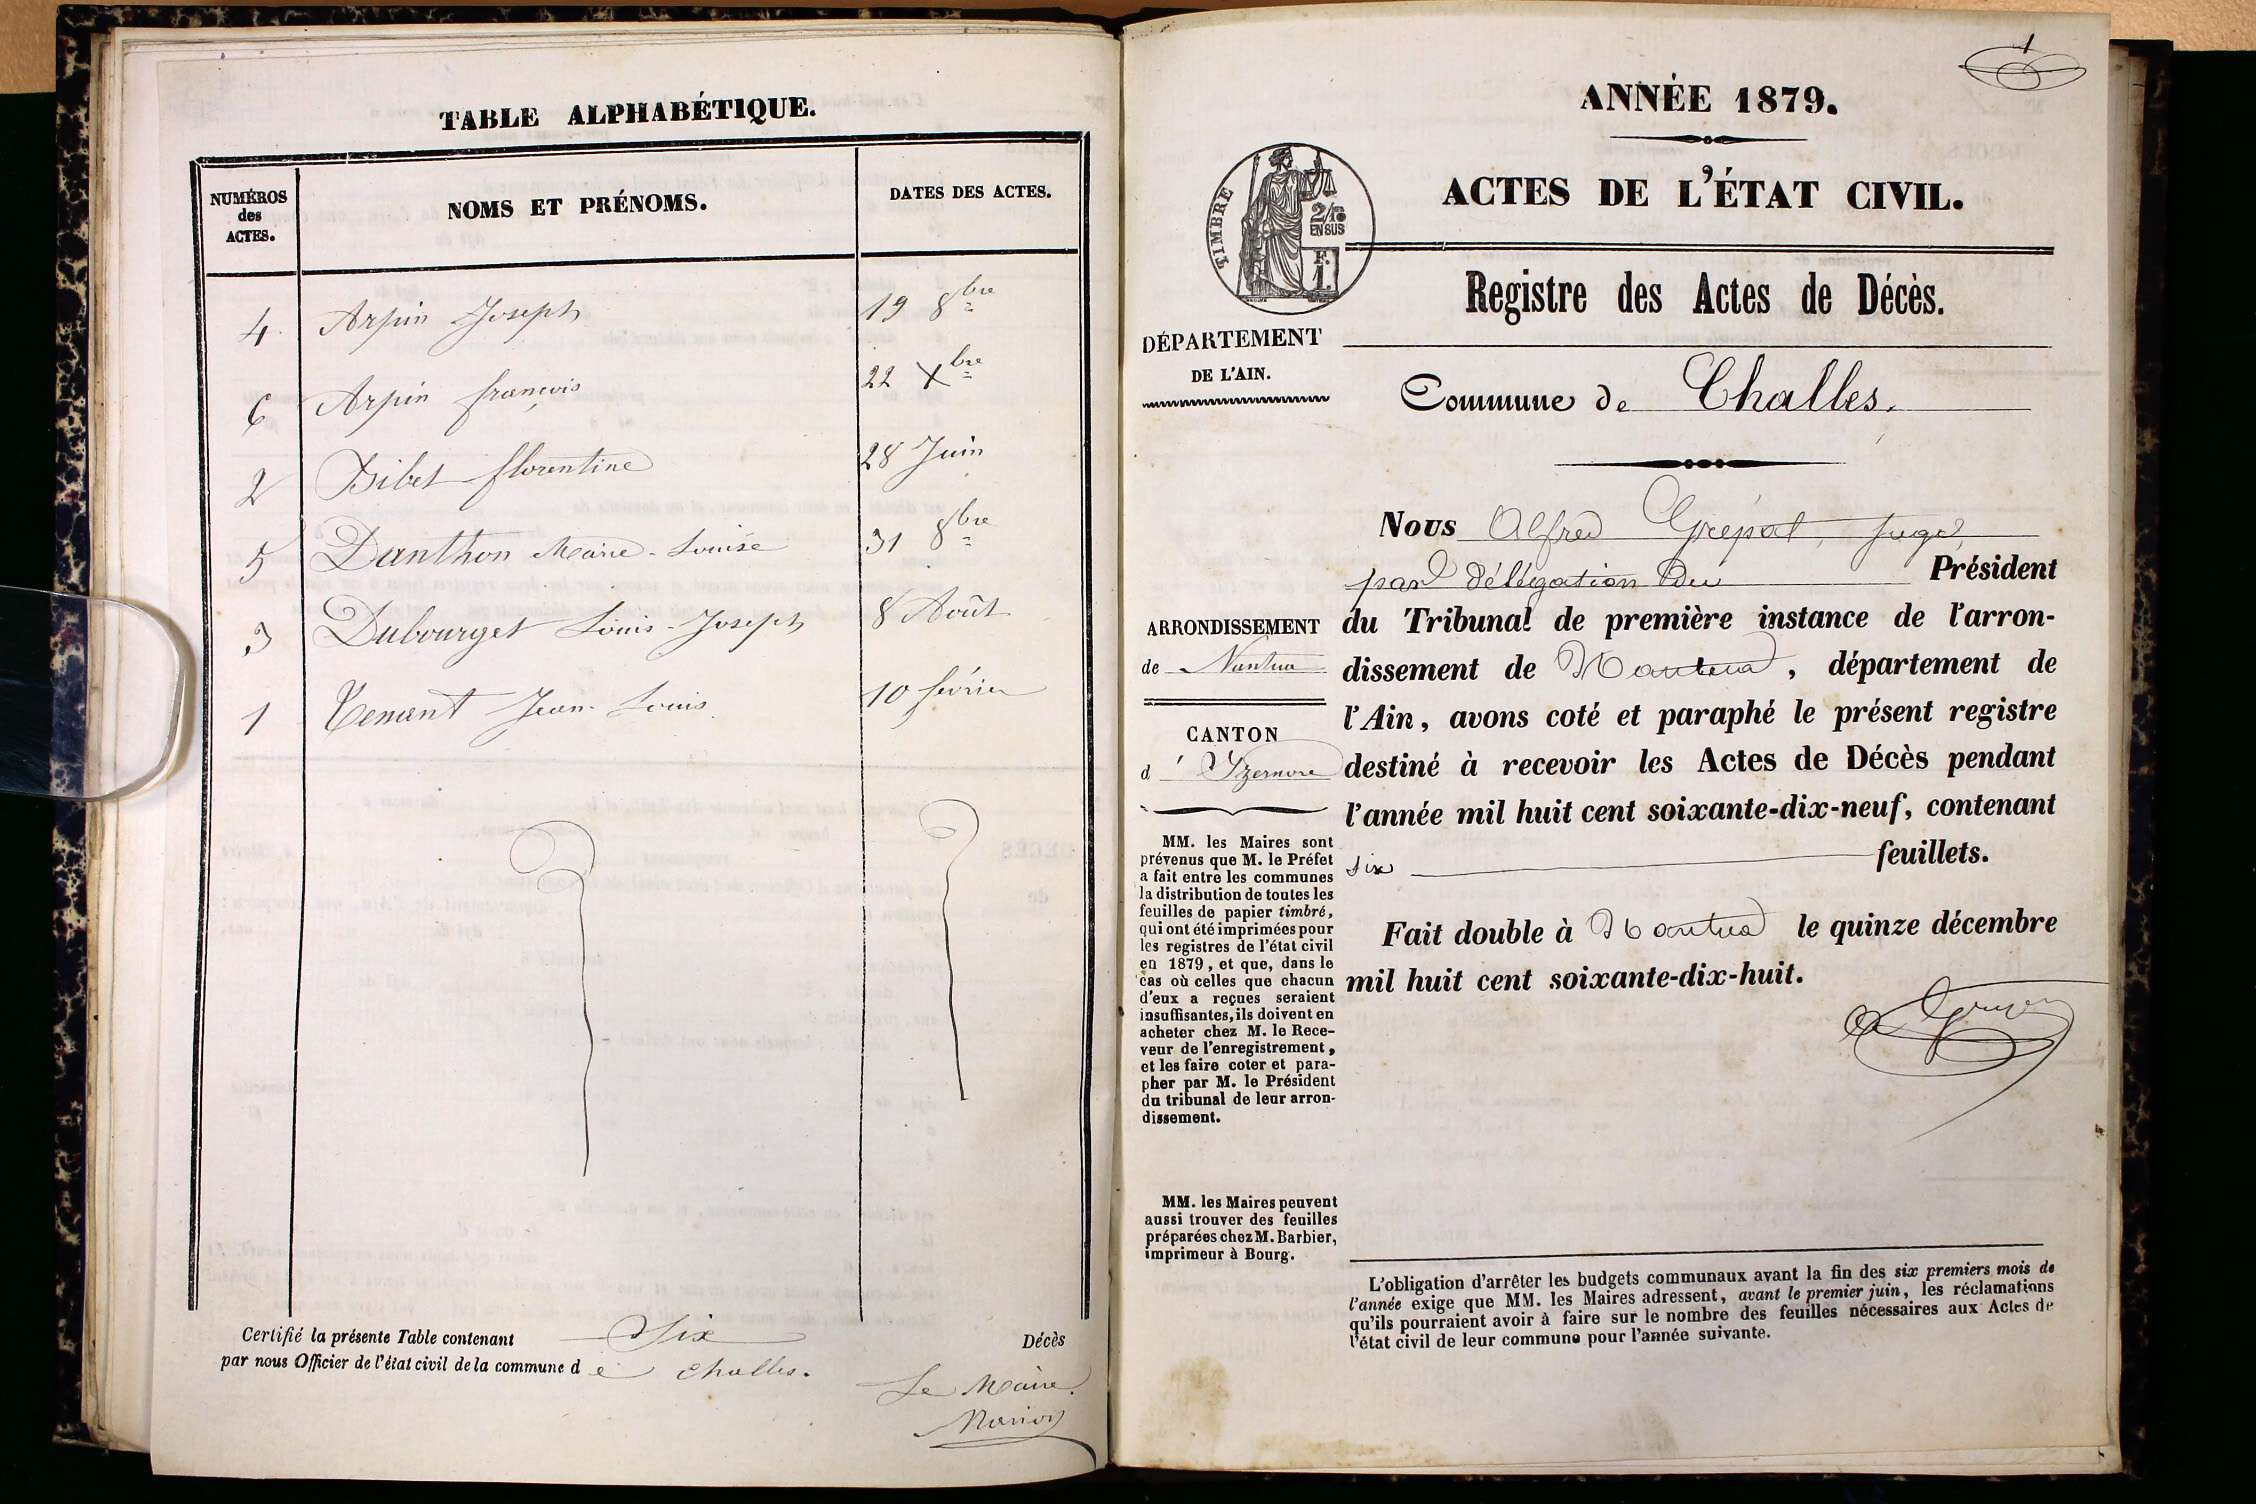 TABLE ALPHABÉTIQUE.
NUMÉROS
des
ACTES.
NOMS ET PRÉNOMS.
DATES DES ACTES.
4 Arpin Joseph 19 8bre
6 Arpin françois 22 Xbre
2 Bibet florentine 28 Juin
5 Danthon Marie-Louise 31 8bre
3 Dubourget Louis-Joseph 8 Août
1 Tenant Jean-Louis 10 février
Certifié la présente Table contenant Six Décès
par nous Officier de l'état civil de la commune de Challes.
Le Maire.
1
ANNÉE 1879.
ACTES DE L'ÉTAT CIVIL.
TIMBRE
2/10
EN SUS
F.
1.
Registre des Actes de Décès.
DÉPARTEMENT
DE L'AIN.
Commune de Challes.
Nous Alfred Grépat, Juge,
par délégation du Président
du Tribunal de première instance de l'arron-
dissement de Nantua, département de
l'Ain, avons coté et paraphé le présent registre
destiné à recevoir les Actes de Décès pendant
l'année mil huit cent soixante-dix-neuf, contenant
six feuillets.
Fait double à Nantua le quinze décembre
mil huit cent soixante-dix-huit.
ARRONDISSEMENT
de Nantua
CANTON
d'Yzernore
MM. les Maires sont
prévenus que M. le Préfet
a fait entre les communes
la distribution de toutes les
feuilles de papier timbré,
qui ont été imprimées pour
les registres de l'état civil
en 1879, et que, dans le
cas où celles que chacun
d'eux a reçues seraient
insuffisantes, ils doivent en
acheter chez M. le Rece-
veur de l'enregistrement,
et les faire coter et para-
pher par M. le Président
du tribunal de leur arron-
dissement.
MM. les Maires peuvent
aussi trouver des feuilles
préparées chez M. Barbier,
imprimeur à Bourg.
L'obligation d'arrêter les budgets communaux avant la fin des six premiers mois de
l'année exige que MM. les Maires adressent, avant le premier juin, les réclamations
qu'ils pourraient avoir à faire sur le nombre des feuilles nécessaires aux Actes de
l'état civil de leur commune pour l'année suivante.